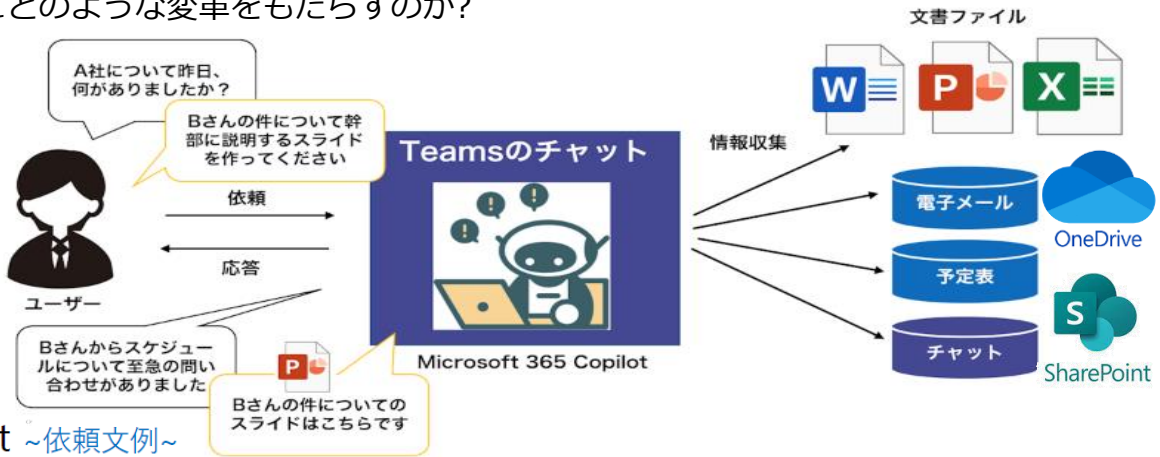 どのような変革をもたらすのか?
文書ファイル
A社について昨日、
何がありましたか？
Bさんの件について幹
部に説明するスライド
を作ってください
依頼
応答
ユーザー
Teamsのチャット
Microsoft 365 Copilot
情報収集
W
P
X
電子メール
予定表
チャット
OneDrive
S
SharePoint
Bさんからスケジュー
ルについて至急の問い
合わせがありました
P
Bさんの件についての
スライドはこちらです
t ~依頼文例~